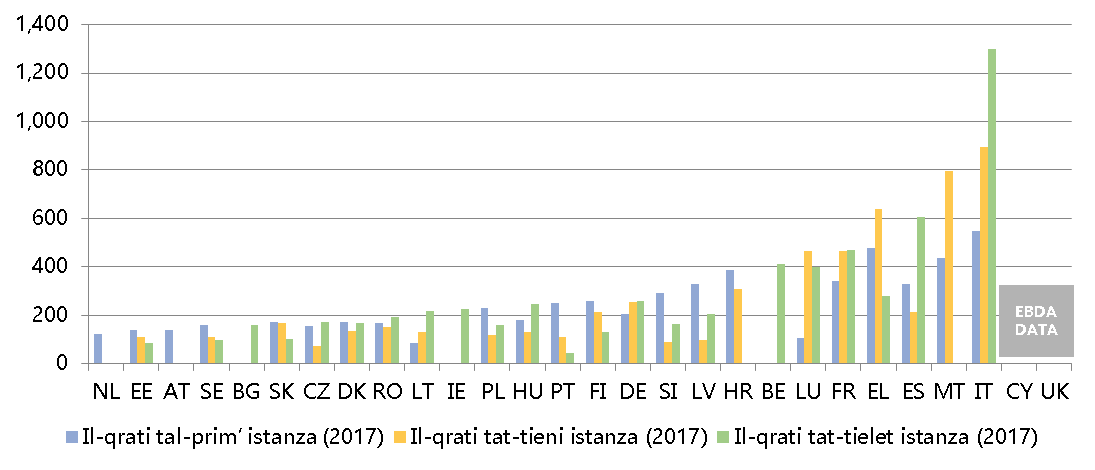 1,400
1,200
1,000
800
600
400
200
0
EBDA
DATA
NL EE AT SE BG SK CZ DK RO LT IE PL HU PT FI DE SI LV HR BE LU FR EL ES MT IT CY UK
Il-qrati tal-prim’ istanza (2017) Il-qrati tat-tieni istanza (2017) Il-qrati tat-tielet istanza (2017)